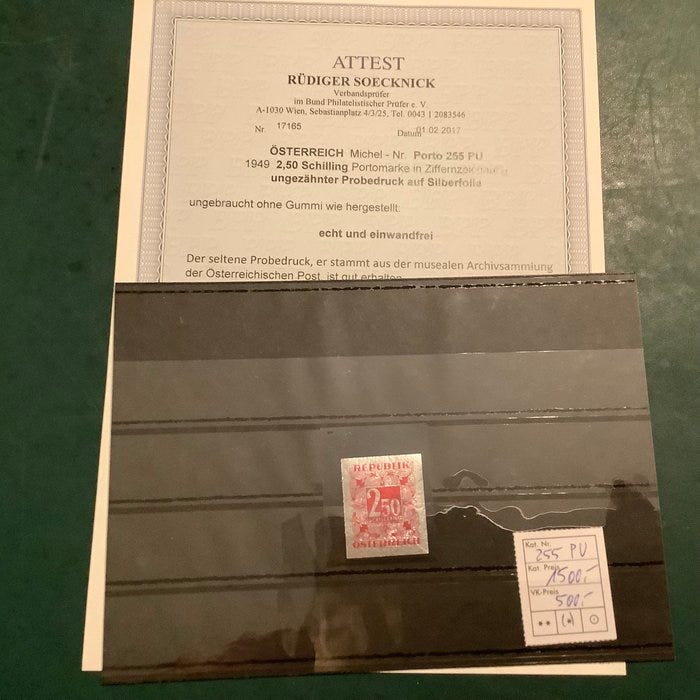 ATTEST
RÜDIGER SOECKNICK
Verbandsprüfer
im Bund Philatelistischer Prüfer e. V.
A-1030 Wien, Sebastianplatz 4/3/25, Tel. 0043 1 2083546
Nr. 17165 Datum 01.02 2017
ÖSTERREICH Michel - Nr. Porto 255 PU
1949 2,50 Schilling Portomarke in Ziffernzeichnung
ungezähnter Probedruck auf Silberfolie
ungebraucht ohne Gummi wie hergestellt:
echt und einwandfrei
Der seltene Probedruck, er stammt aus der musealen Archivsammlung
der Österreichischen Post, ist gut erhalten
REPUBLIK
2 50
SCHILLING
ÖSTERREICH
Kat. Nr. 255 PU
Kat. Preis 1500,-
VK-Preis 500,-
** (*) ⊙